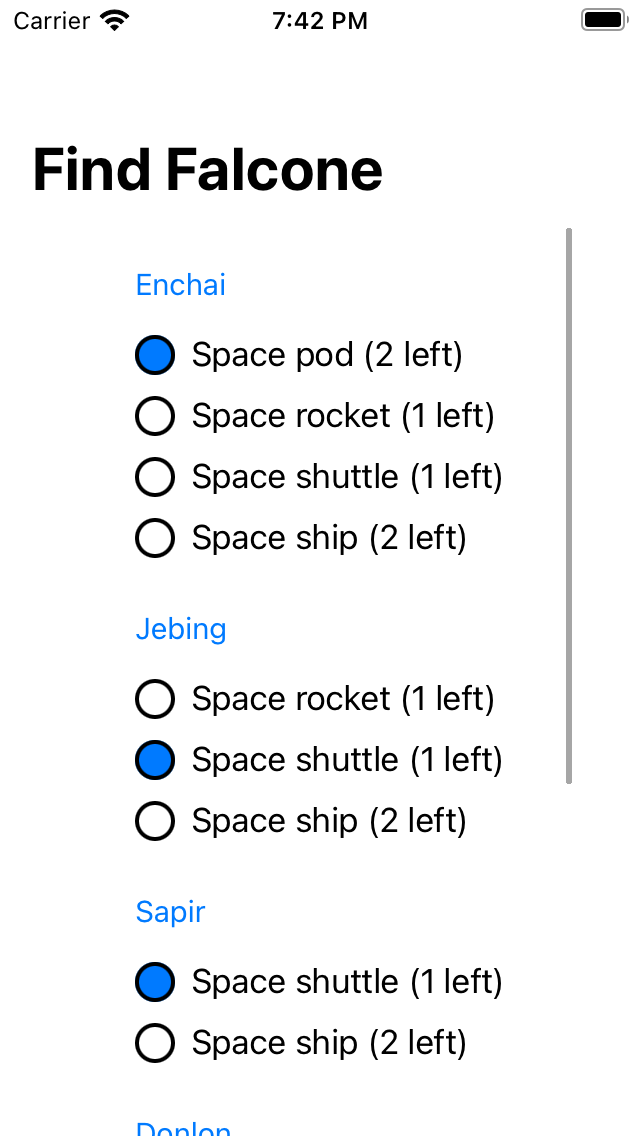 Carrier 7:42 PM
Find Falcone
Enchai
Space pod (2 left)
Space rocket (1 left)
Space shuttle (1 left)
Space ship (2 left)
Jebing
Space rocket (1 left)
Space shuttle (1 left)
Space ship (2 left)
Sapir
Space shuttle (1 left)
Space ship (2 left)
Donlon